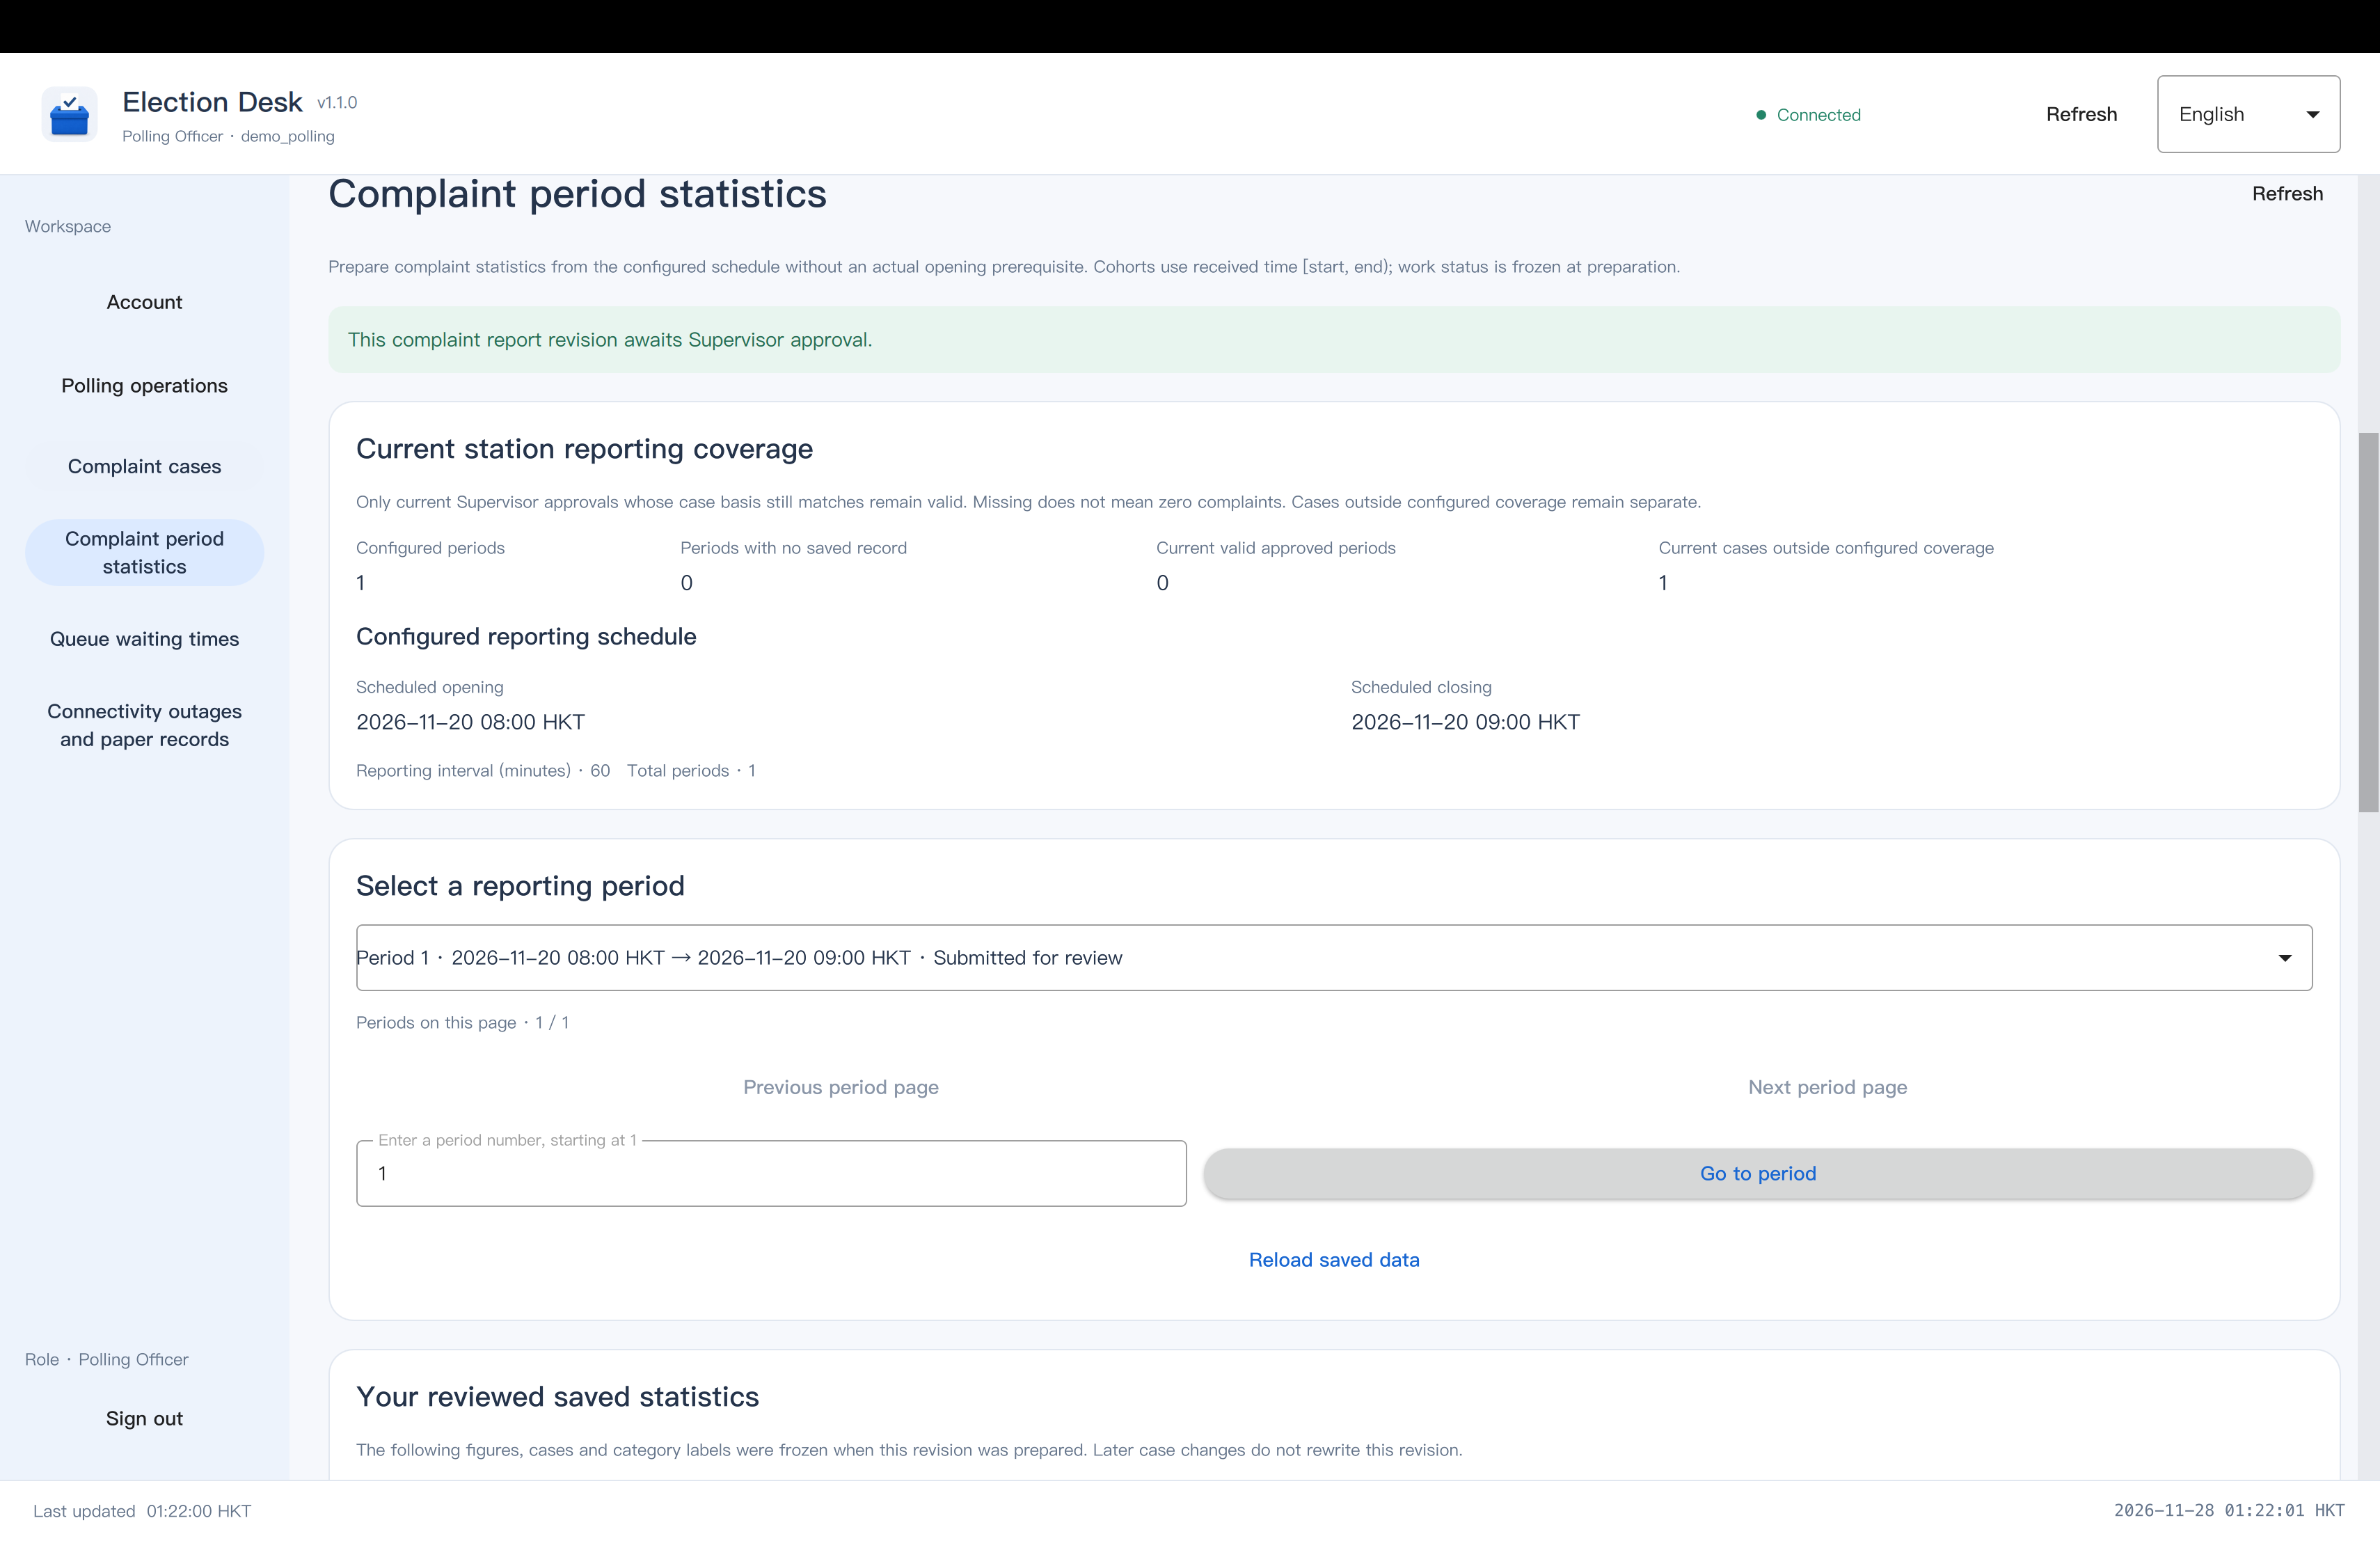 Election Desk v1.1.0
Polling Officer · demo_polling
Connected
Refresh
English
Workspace
Account
Polling operations
Complaint cases
Complaint period
statistics
Queue waiting times
Connectivity outages
and paper records
Role · Polling Officer
Sign out
Complaint period statistics
Refresh
Prepare complaint statistics from the configured schedule without an actual opening prerequisite. Cohorts use received time [start, end); work status is frozen at preparation.
This complaint report revision awaits Supervisor approval.
Current station reporting coverage
Only current Supervisor approvals whose case basis still matches remain valid. Missing does not mean zero complaints. Cases outside configured coverage remain separate.
Configured periods
1
Periods with no saved record
0
Current valid approved periods
0
Current cases outside configured coverage
1
Configured reporting schedule
Scheduled opening
2026-11-20 08:00 HKT
Scheduled closing
2026-11-20 09:00 HKT
Reporting interval (minutes) · 60 Total periods · 1
Select a reporting period
Period 1 · 2026-11-20 08:00 HKT → 2026-11-20 09:00 HKT · Submitted for review
Periods on this page · 1 / 1
Previous period page
Next period page
Enter a period number, starting at 1
1
Go to period
Reload saved data
Your reviewed saved statistics
The following figures, cases and category labels were frozen when this revision was prepared. Later case changes do not rewrite this revision.
Last updated 01:22:00 HKT
2026-11-28 01:22:01 HKT